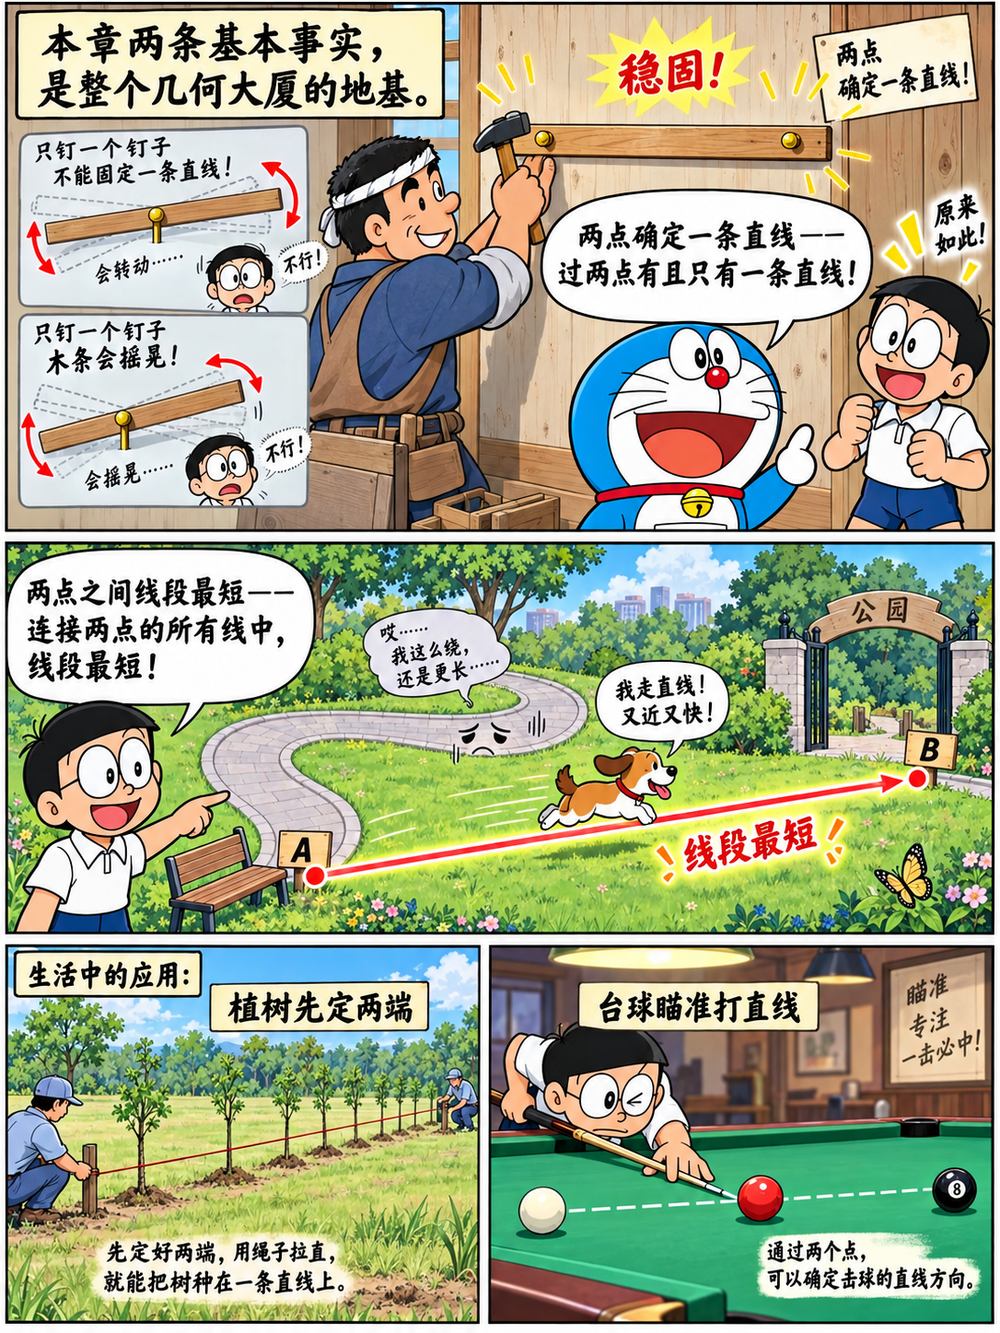 本章两条基本事实，
是整个几何大厦的地基。
稳固！
两点
确定一条直线！
只钉一个钉子
不能固定一条直线！
会转动……
不行！
只钉一个钉子
木条会摇晃！
会摇晃……
不行！
两点确定一条直线——
过两点有且只有一条直线！
原来
如此！
两点之间线段最短——
连接两点的所有线中，
线段最短！
哎……
我这么绕，
还是更长……
我走直线！
又近又快！
公园
A
B
线段最短
生活中的应用：
植树先定两端
先定好两端，用绳子拉直，
就能把树种在一条直线上。
台球瞄准打直线
瞄准
专注
一击必中！
8
通过两个点，
可以确定击球的直线方向。